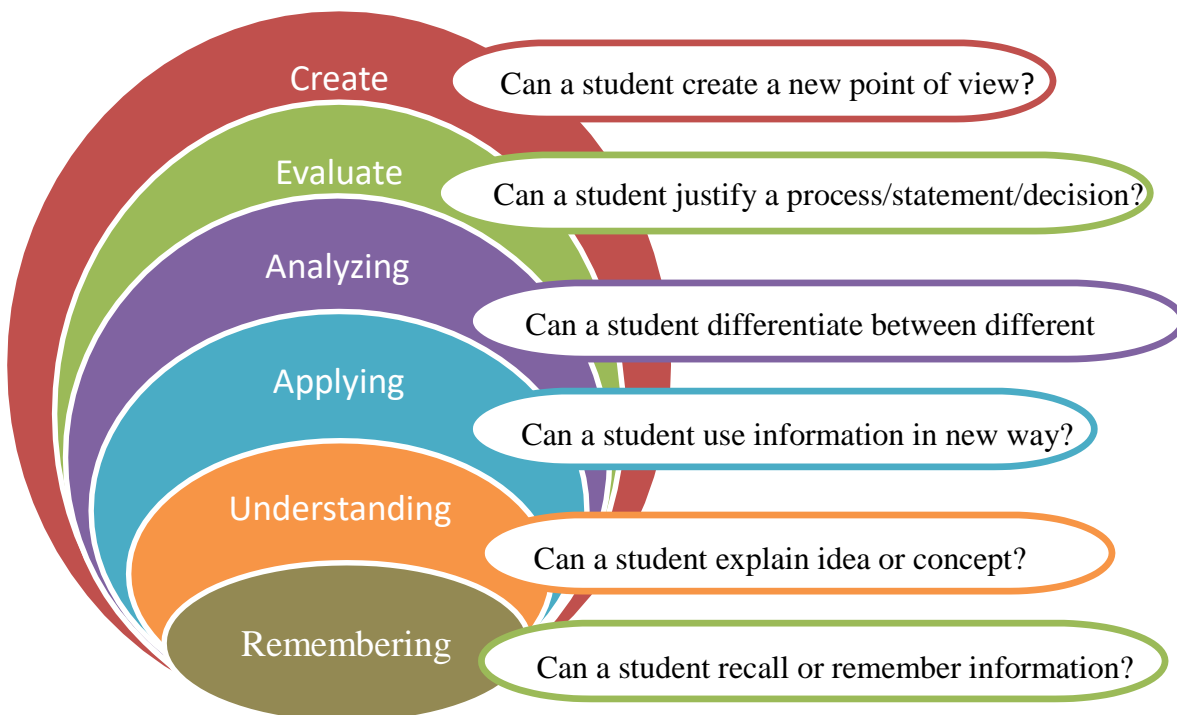 Create
Can a student create a new point of view?
Evaluate
Can a student justify a process/statement/decision?
Analyzing
Can a student differentiate between different
Applying
Can a student use information in new way?
Understanding
Can a student explain idea or concept?
Remembering
Can a student recall or remember information?